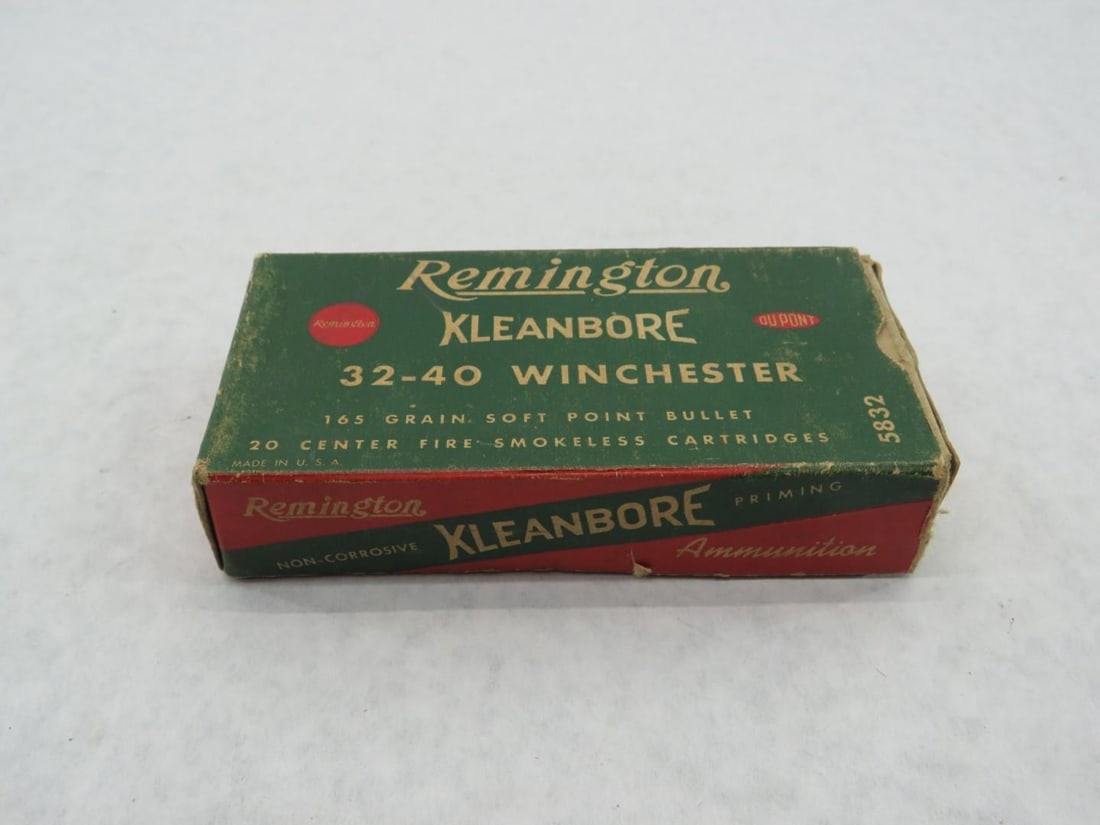 Remington
Remington
KLEANBORE
DU PONT
32-40 WINCHESTER
165 GRAIN SOFT POINT BULLET
20 CENTER FIRE SMOKELESS CARTRIDGES
5832
MADE IN U. S. A.
Remington
NON-CORROSIVE KLEANBORE PRIMING
Ammunition